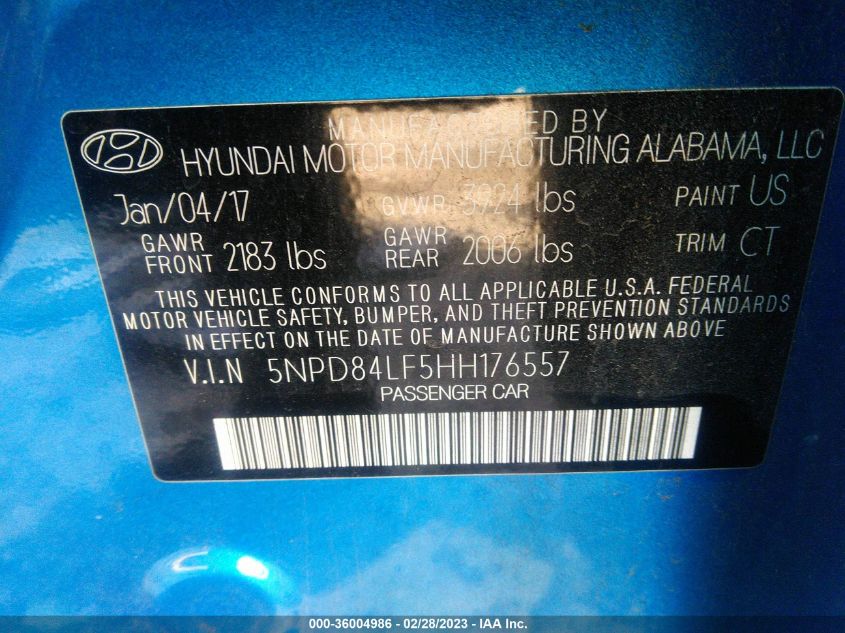 MANUFACTURED BY
HYUNDAI MOTOR MANUFACTURING ALABAMA, LLC
Jan/04/17 GVWR 3924 lbs PAINT US
GAWR FRONT 2183 lbs GAWR REAR 2006 lbs TRIM CT
THIS VEHICLE CONFORMS TO ALL APPLICABLE U.S.A. FEDERAL
MOTOR VEHICLE SAFETY, BUMPER, AND THEFT PREVENTION STANDARDS
IN EFFECT ON THE DATE OF MANUFACTURE SHOWN ABOVE
V.I.N 5NPD84LF5HH176557
PASSENGER CAR
000-36004986 - 02/28/2023 - IAA Inc.